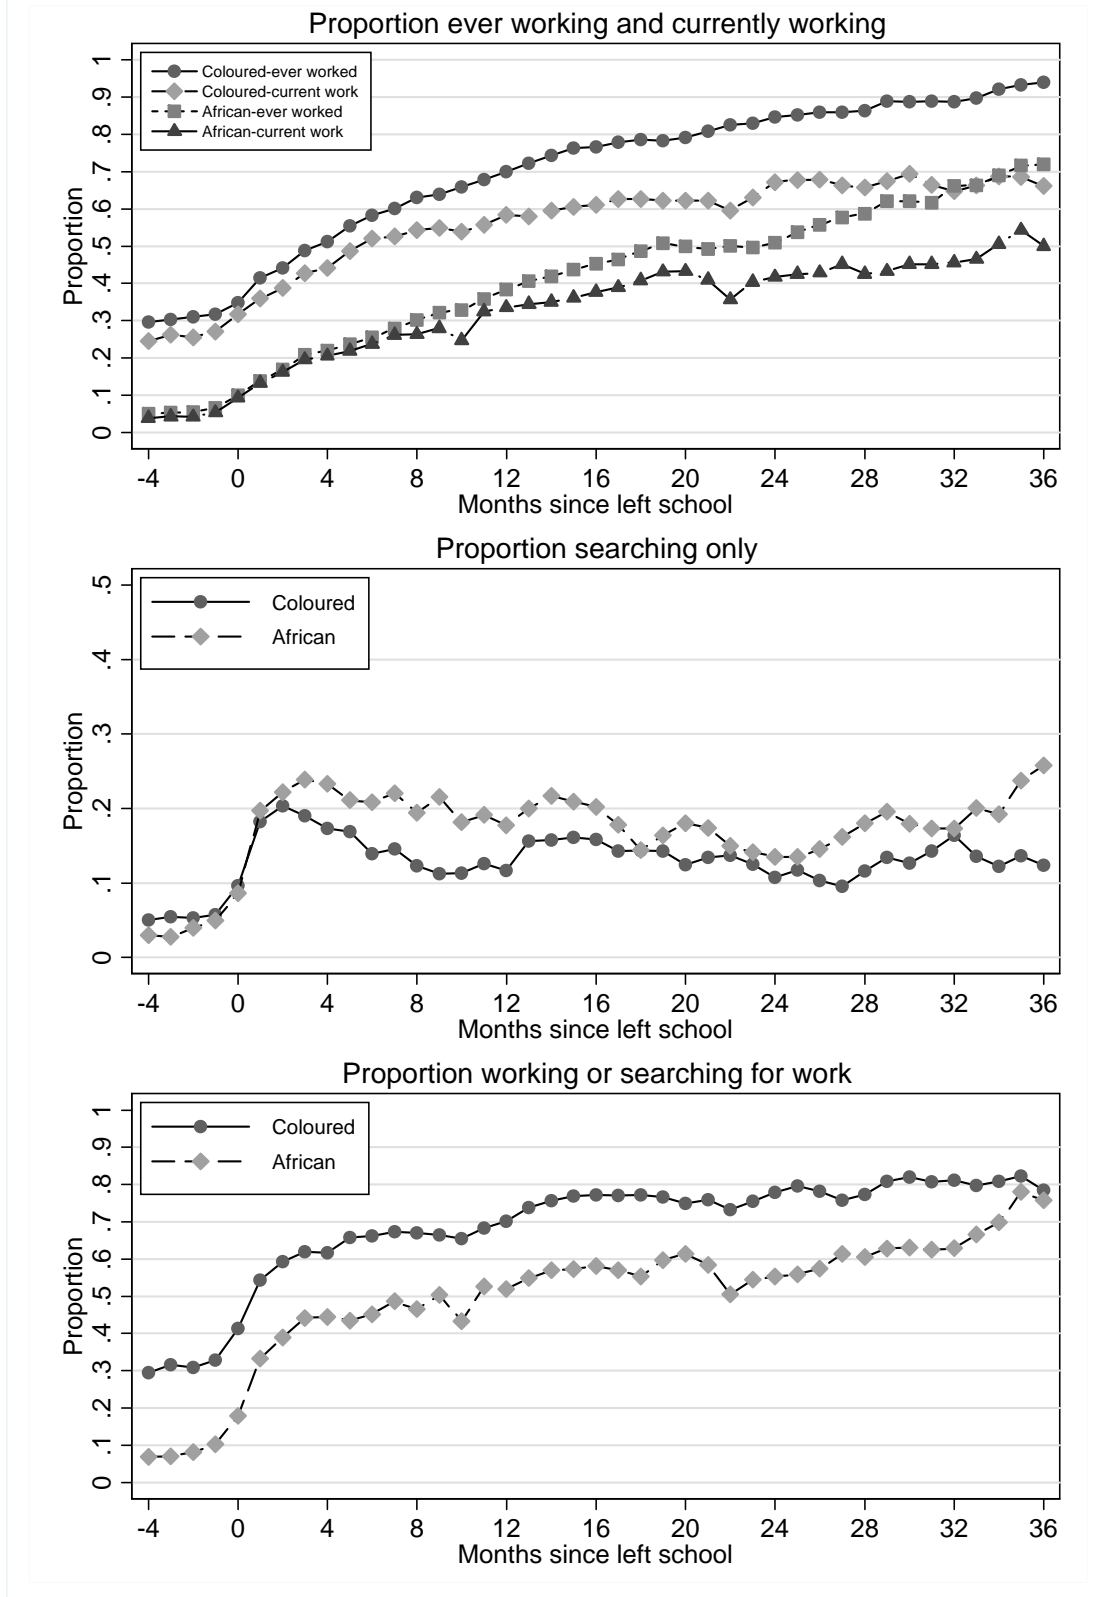 Proportion ever working and currently working
Coloured-ever worked
Coloured-current work
African-ever worked
African-current work
Proportion
1
.9
.8
.7
.6
.5
.4
.3
.2
.1
0
-4 0 4 8 12 16 20 24 28 32 36
Months since left school
Proportion searching only
Coloured
African
Proportion
.5
.4
.3
.2
.1
0
-4 0 4 8 12 16 20 24 28 32 36
Months since left school
Proportion working or searching for work
Coloured
African
Proportion
1
.9
.8
.7
.6
.5
.4
.3
.2
.1
0
-4 0 4 8 12 16 20 24 28 32 36
Months since left school